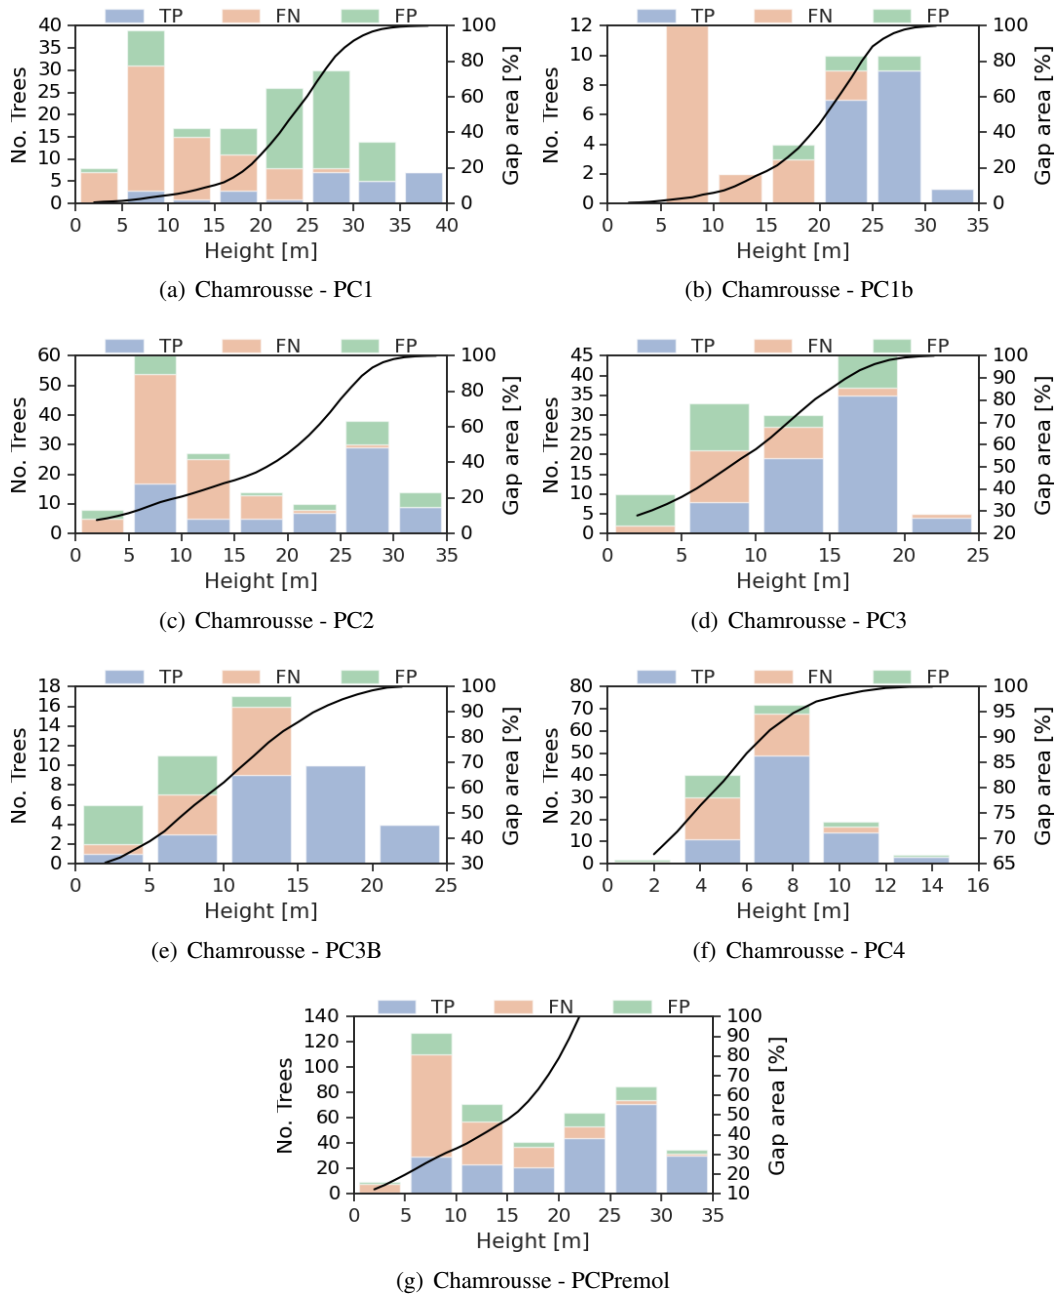 TP FN FP
40 35 30 25 20 15 10 5 0
No. Trees
100 80 60 40 20 0
Gap area [%]
0 5 10 15 20 25 30 35 40
Height [m]
(a) Chamrousse - PC1
TP FN FP
12 10 8 6 4 2 0
No. Trees
100 80 60 40 20 0
Gap area [%]
0 10 15 20 25 30 35
Height [m]
(b) Chamrousse - PC1b
TP FN FP
60 50 40 30 20 10 0
No. Trees
100 80 60 40 20 0
Gap area [%]
0 5 10 15 20 25 30 35
Height [m]
(c) Chamrousse - PC2
TP FN FP
45 40 35 30 25 20 15 10 5 0
No. Trees
100 90 80 70 60 50 40 30 20
Gap area [%]
0 5 10 15 20 25
Height [m]
(d) Chamrousse - PC3
TP FN FP
18 16 14 12 10 8 6 4 2 0
No. Trees
100 90 80 70 60 50 40 30
Gap area [%]
0 5 10 15 20 25
Height [m]
(e) Chamrousse - PC3B
TP FN FP
80 70 60 50 40 30 20 10 0
No. Trees
100 95 90 85 80 75 70 65
Gap area [%]
0 2 4 6 8 10 12 14 16
Height [m]
(f) Chamrousse - PC4
TP FN FP
140 120 100 80 60 40 20 0
No. Trees
100 90 80 70 60 50 40 30 20 10
Gap area [%]
0 5 10 15 20 25 30 35
Height [m]
(g) Chamrousse - PCPremol